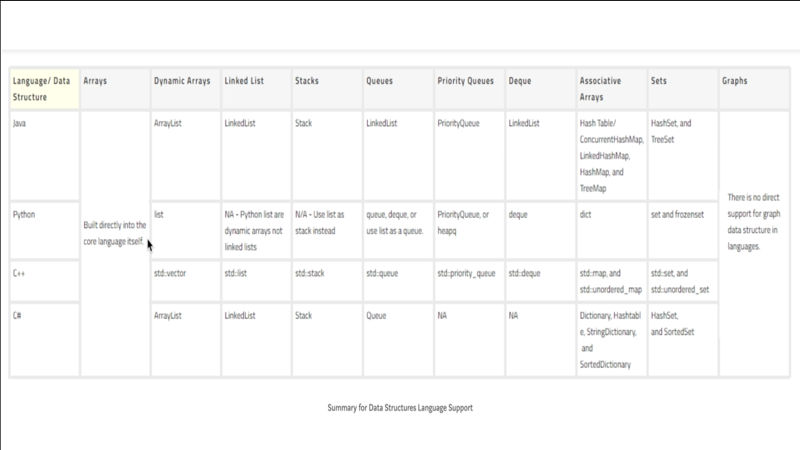 Language/ Data
Structure
Arrays
Dynamic Arrays
Linked List
Stacks
Queues
Priority Queues
Deque
Associative
Arrays
Sets
Graphs
Java
Built directly into the
core language itself.
ArrayList
LinkedList
Stack
LinkedList
PriorityQueue
LinkedList
Hash Table/
ConcurrentHashMap,
LinkedHashMap,
HashMap, and
TreeMap
HashSet, and
TreeSet
There is no direct
support for graph
data structure in
languages.
Python
list
NA - Python list are
dynamic arrays not
linked lists
N/A - Use list as
stack instead
queue, deque, or
use list as a queue.
PriorityQueue, or
heapq
deque
dict
set and frozenset
C++
std::vector
std::list
std::stack
std::queue
std::priority_queue
std::deque
std::map, and
std::unordered_map
std::set, and
std::unordered_set
C#
ArrayList
LinkedList
Stack
Queue
NA
NA
Dictionary, Hashtabl
e, StringDictionary,
and
SortedDictionary
HashSet,
and SortedSet
Summary for Data Structures Language Support